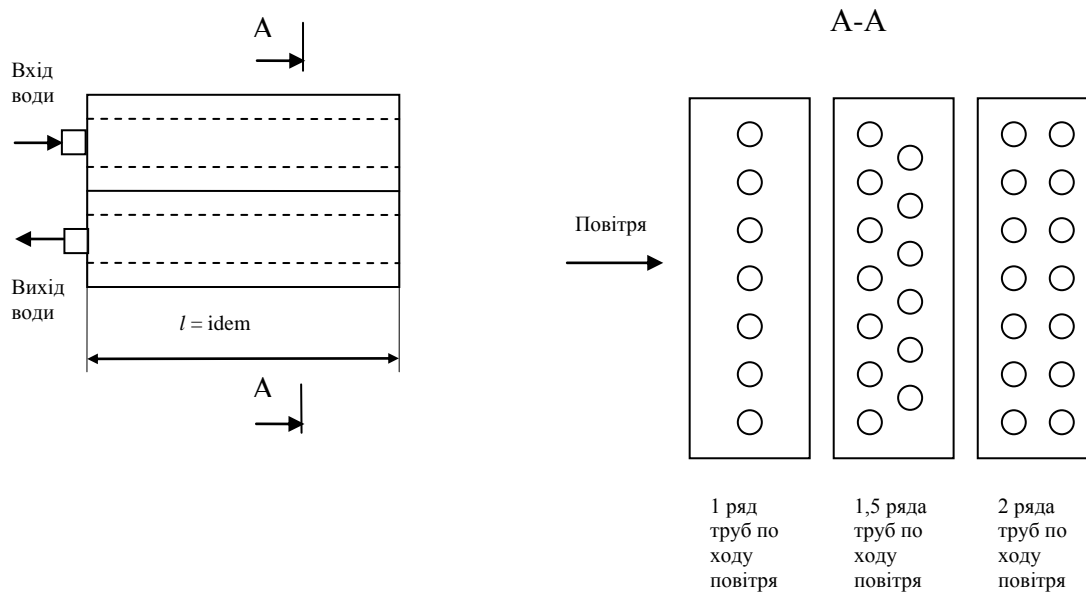 А
Вхід
води
Вихід
води
l = idem
А
А-А
Повітря
1 ряд
труб по
ходу
повітря
1,5 ряда
труб по
ходу
повітря
2 ряда
труб по
ходу
повітря